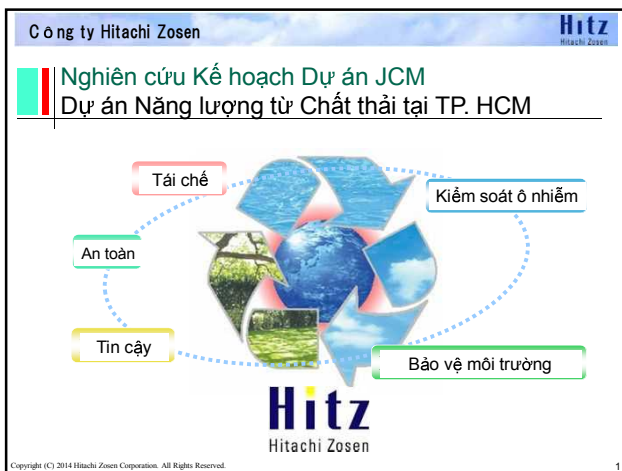 Công ty Hitachi Zosen
Hitz
Hitachi Zosen
Nghiên cứu Kế hoạch Dự án JCM
Dự án Năng lượng từ Chất thải tại TP. HCM
Tái chế
Kiểm soát ô nhiễm
An toàn
Tin cậy
Bảo vệ môi trường
Hitz
Hitachi Zosen
Copyright (C) 2014 Hitachi Zosen Corporation. All Rights Reserved.
1